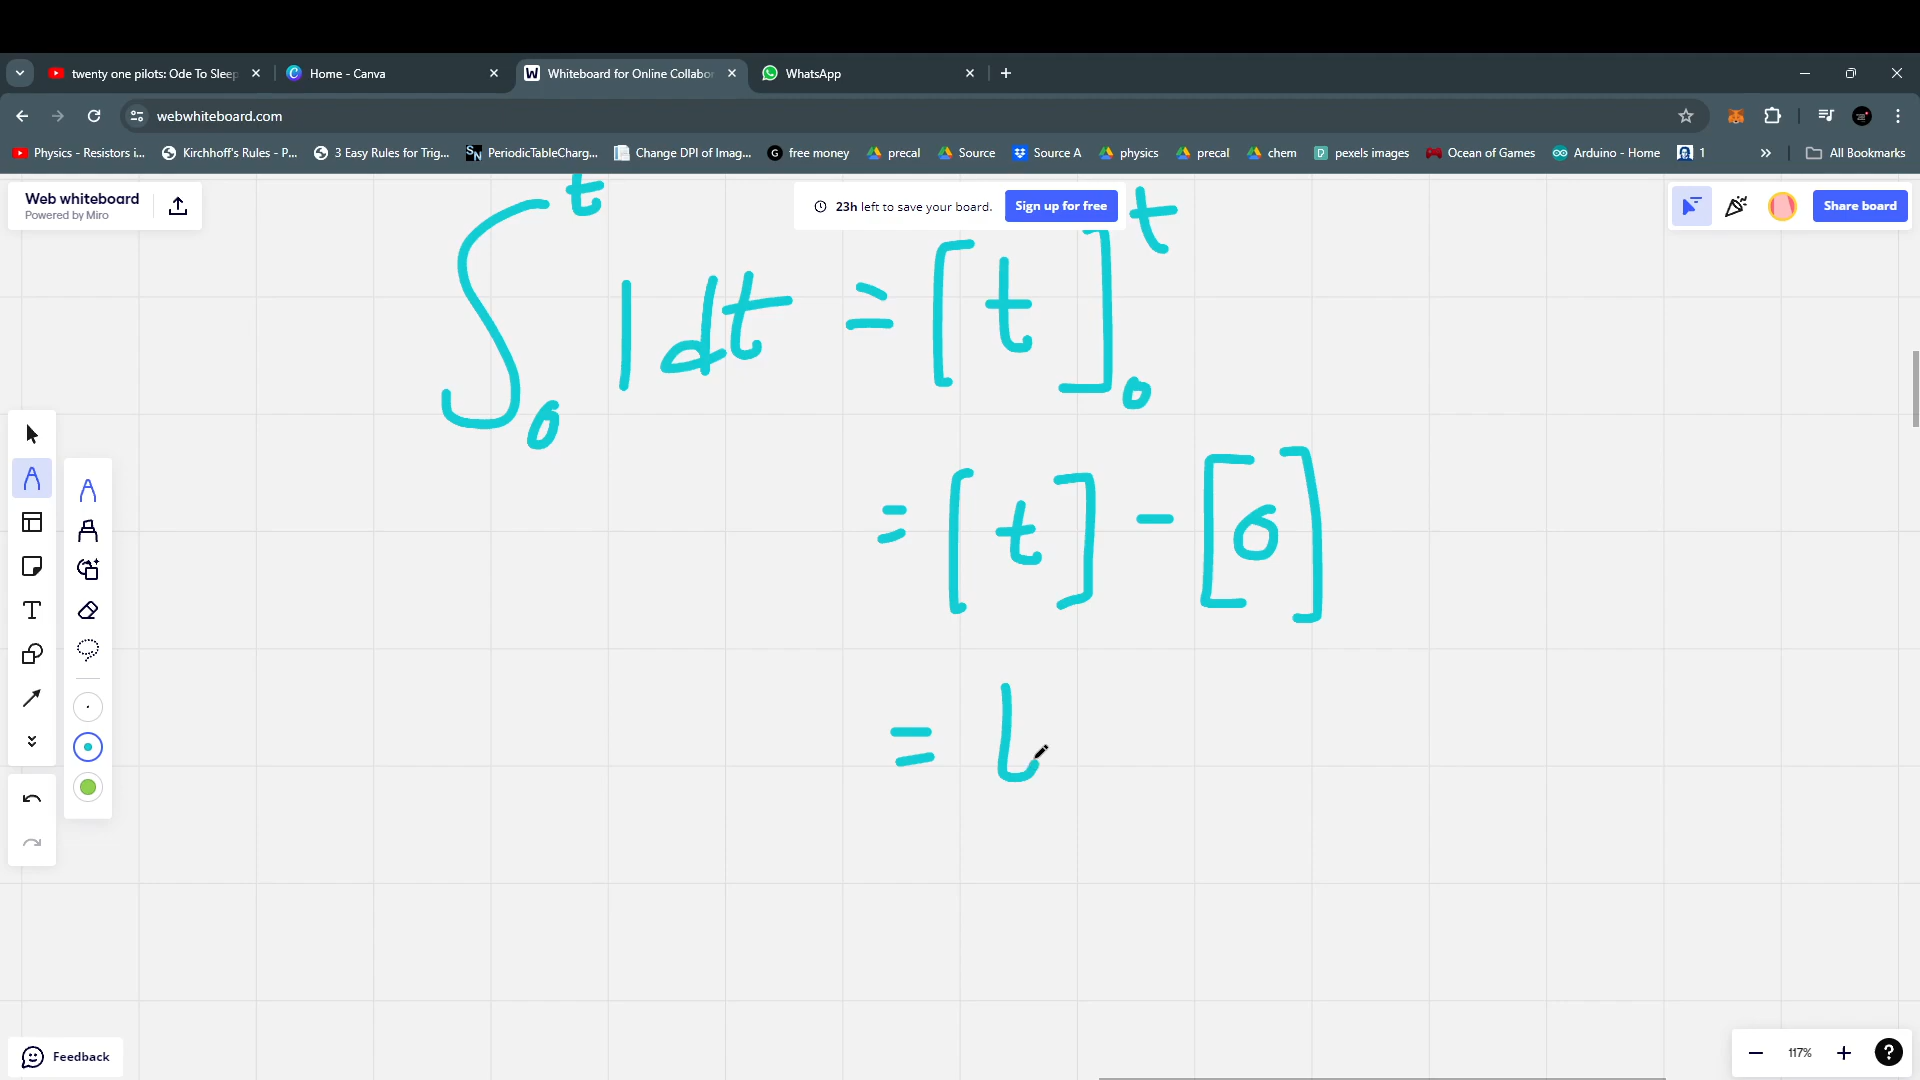 twenty one pilots: Ode To Sleep
Home - Canva
W Whiteboard for Online Collabor
WhatsApp
webwhiteboard.com
Physics - Resistors i...
Kirchhoff's Rules - P...
3 Easy Rules for Trig...
SN PeriodicTableCharg...
Change DPI of Imag...
G free money
precal
Source
Source A
physics
precal
chem
pexels images
Ocean of Games
Arduino - Home
1
» All Bookmarks
Web whiteboard
Powered by Miro
23h left to save your board. Sign up for free
Share board
∫₀ᵗ 1 dt = [t]₀ᵗ
= [t] - [0]
=
T
Feedback
− 117% + ?